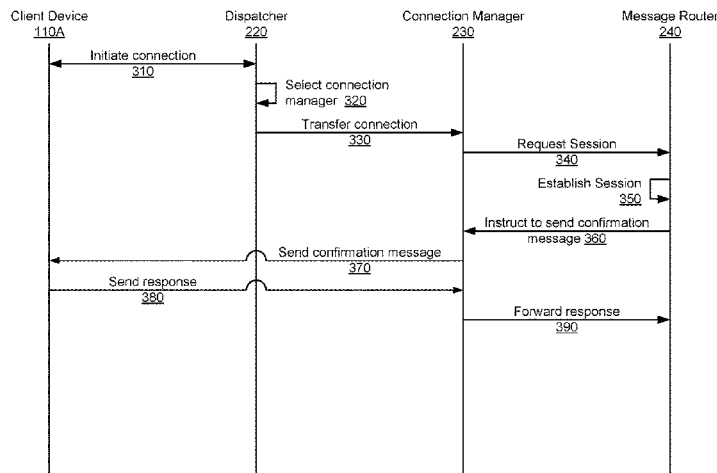 Client Device
110A
Dispatcher
220
Connection Manager
230
Message Router
240
Initiate connection
310
Select connection
manager 320
Transfer connection
330
Request Session
340
Establish Session
350
Instruct to send confirmation
message 360
Send confirmation message
370
Send response
380
Forward response
390